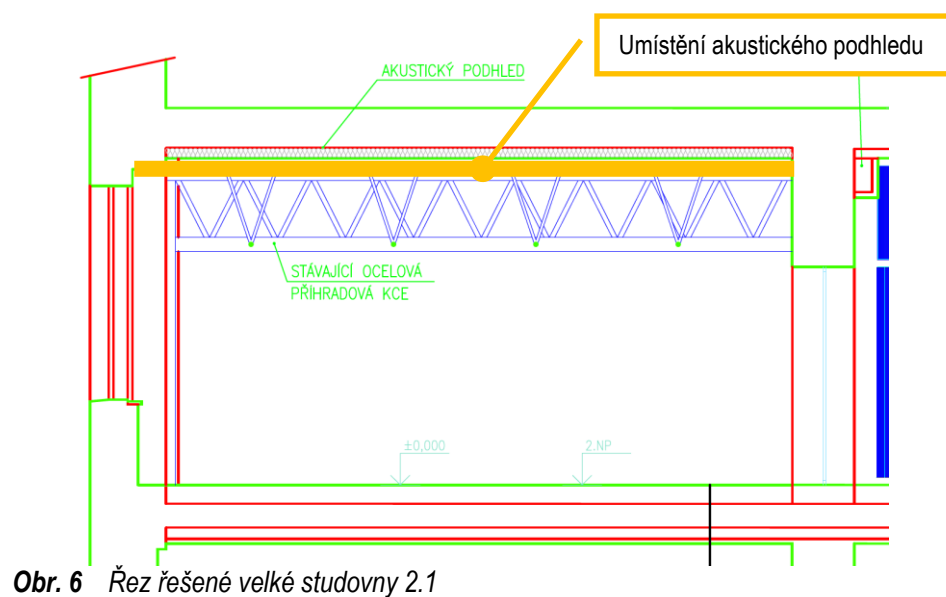 Umístění akustického podhledu
AKUSTICKÝ PODHLED
STÁVAJÍCÍ OCELOVÁ
PŘÍHRADOVÁ KCE
±0,000
2.NP
Obr. 6 Řez řešené velké studovny 2.1